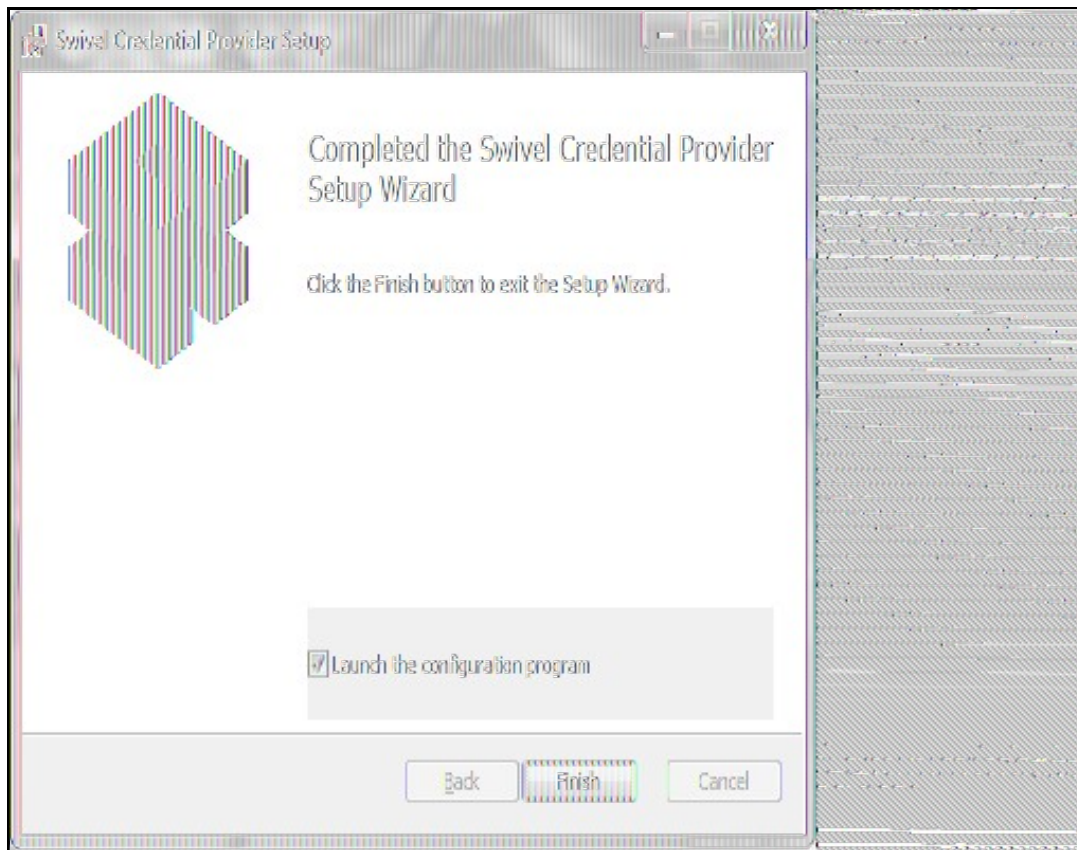 Swivel Credential Provider Setup
Completed the Swivel Credential Provider
Setup Wizard
Click the Finish button to exit the Setup Wizard.
Launch the configuration program
Back Finish Cancel